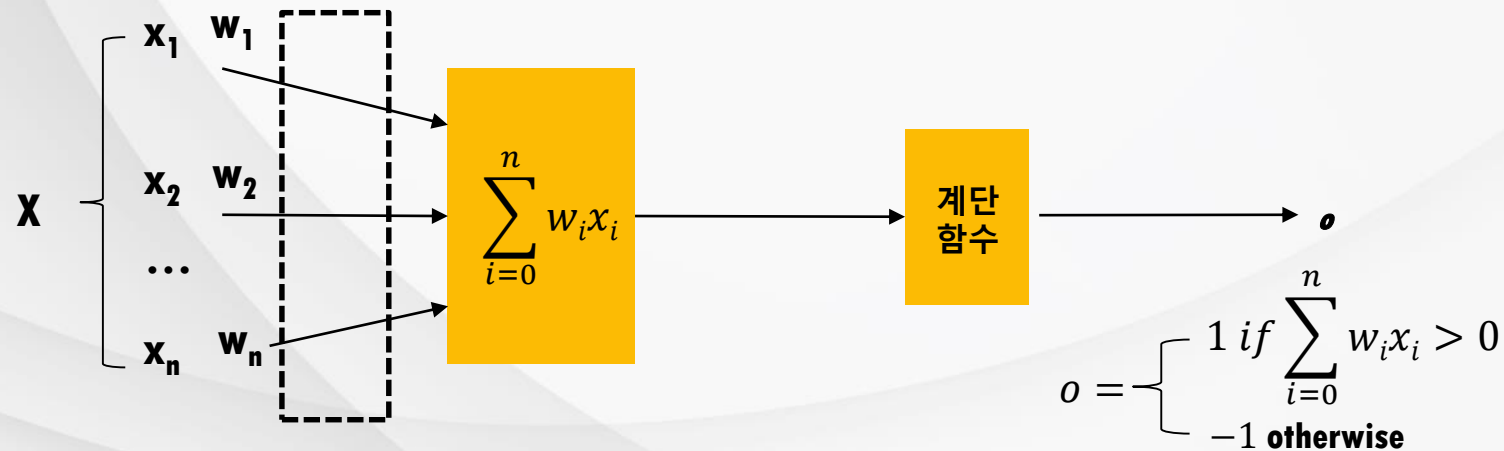 x₁ w₁
x₂ w₂
X
...
xₙ wₙ
n
∑ wᵢxᵢ
i=0
계단
함수
o
n
1 if ∑ wᵢxᵢ > 0
i=0
o =
−1 otherwise